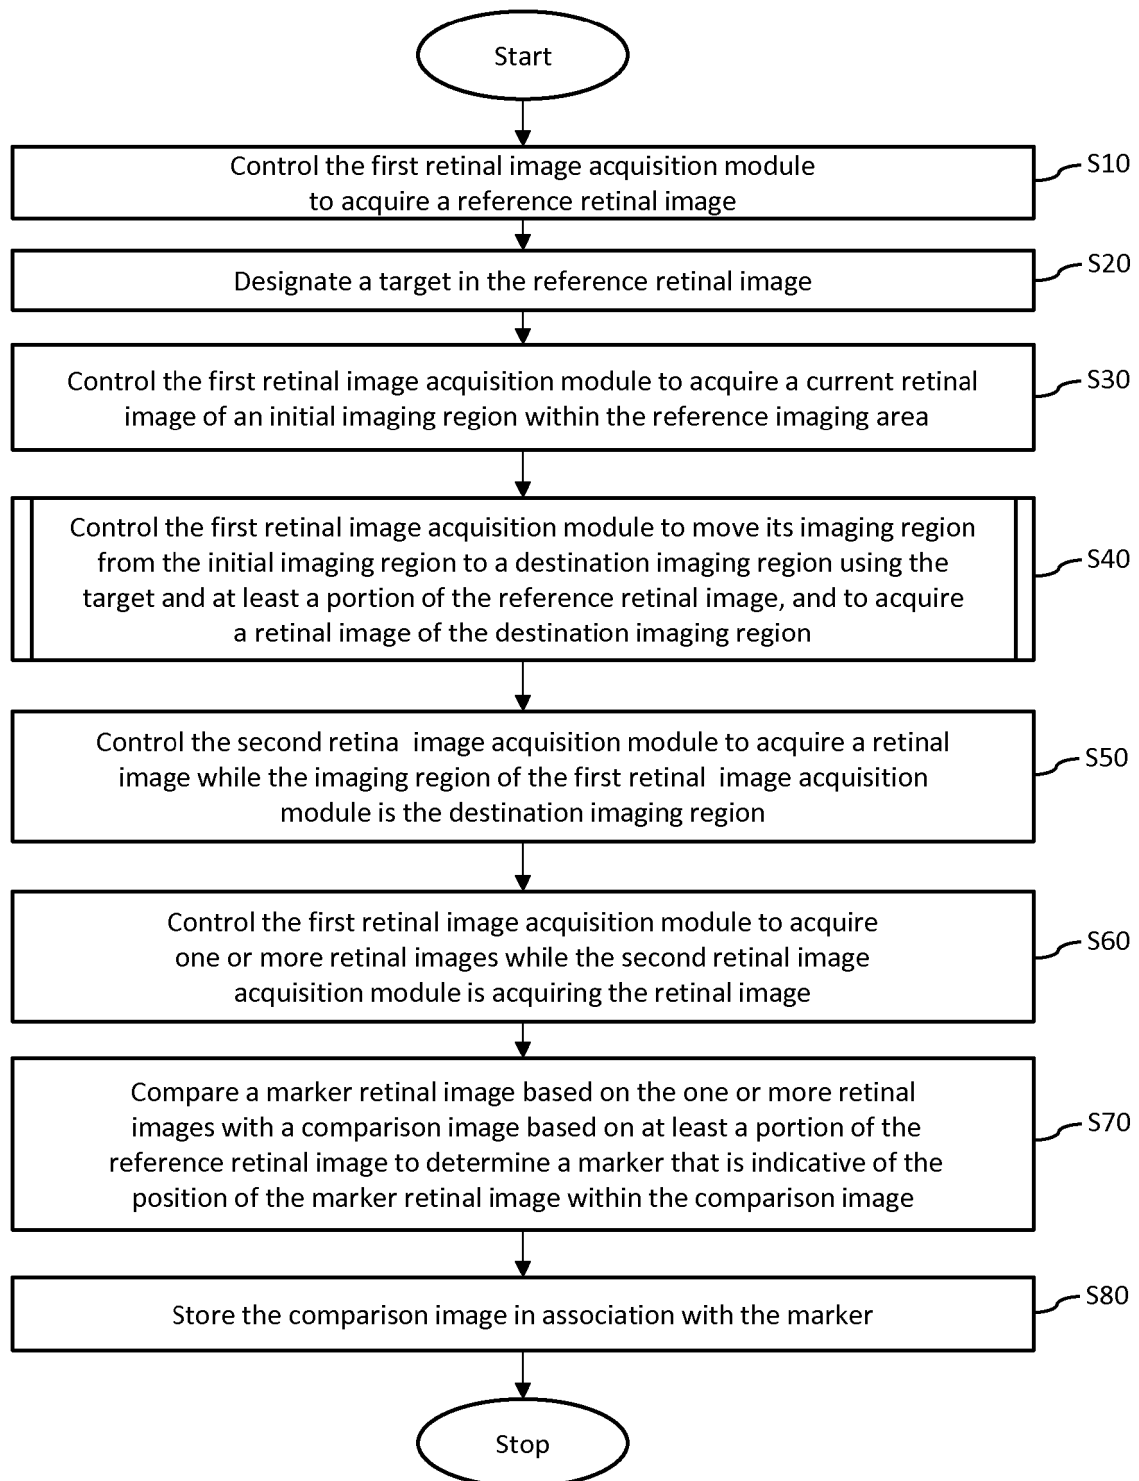 Start
Control the first retinal image acquisition module
to acquire a reference retinal image
S10
Designate a target in the reference retinal image
S20
Control the first retinal image acquisition module to acquire a current retinal
image of an initial imaging region within the reference imaging area
S30
Control the first retinal image acquisition module to move its imaging region
from the initial imaging region to a destination imaging region using the
target and at least a portion of the reference retinal image, and to acquire
a retinal image of the destination imaging region
S40
Control the second retina  image acquisition module to acquire a retinal
image while the imaging region of the first retinal  image acquisition
module is the destination imaging region
S50
Control the first retinal image acquisition module to acquire
one or more retinal images while the second retinal image
acquisition module is acquiring the retinal image
S60
Compare a marker retinal image based on the one or more retinal
images with a comparison image based on at least a portion of the
reference retinal image to determine a marker that is indicative of the
position of the marker retinal image within the comparison image
S70
Store the comparison image in association with the marker
S80
Stop